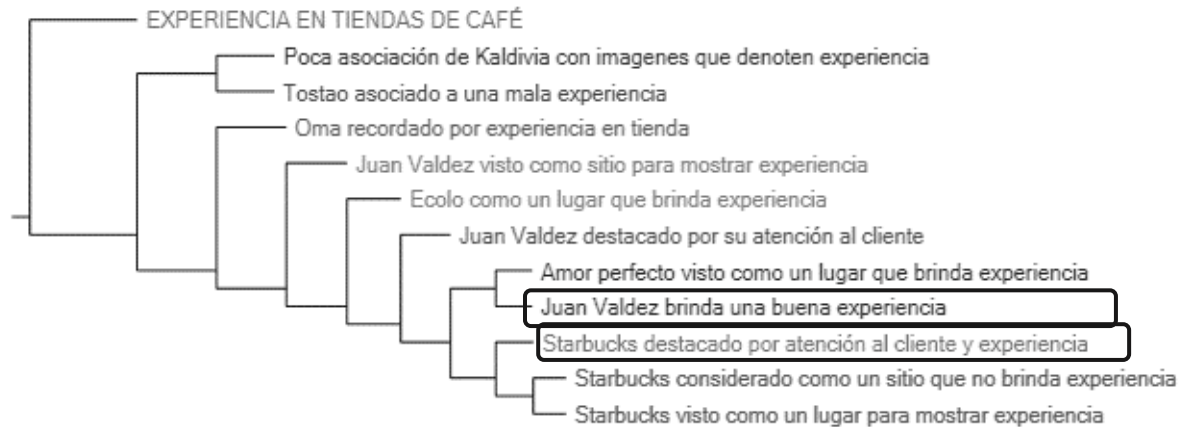 EXPERIENCIA EN TIENDAS DE CAFÉ
Poca asociación de Kaldivia con imagenes que denoten experiencia
Tostao asociado a una mala experiencia
Oma recordado por experiencia en tienda
Juan Valdez visto como sitio para mostrar experiencia
Ecolo como un lugar que brinda experiencia
Juan Valdez destacado por su atención al cliente
Amor perfecto visto como un lugar que brinda experiencia
Juan Valdez brinda una buena experiencia
Starbucks destacado por atención al cliente y experiencia
Starbucks considerado como un sitio que no brinda experiencia
Starbucks visto como un lugar para mostrar experiencia